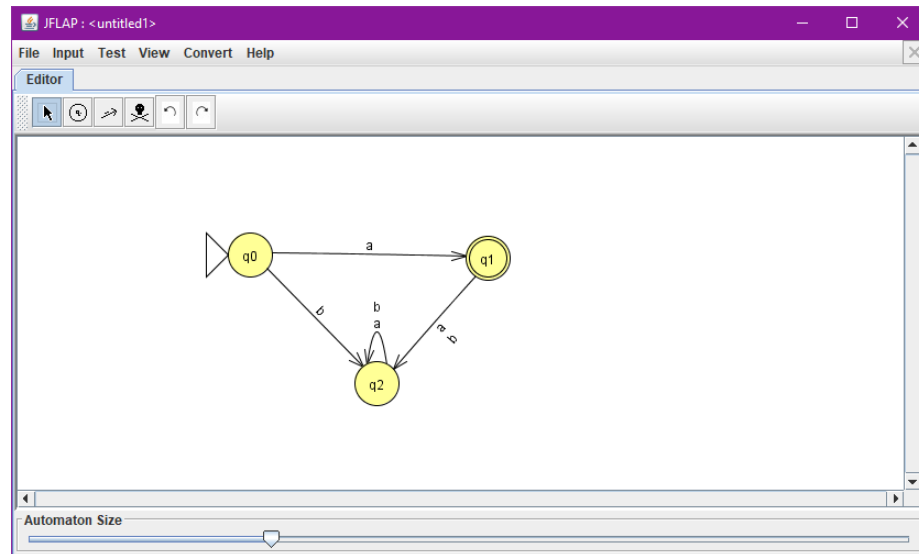 JFLAP : <untitled1>
File Input Test View Convert Help
Editor
q0
a
q1
b
b
a
a
b
q2
Automaton Size